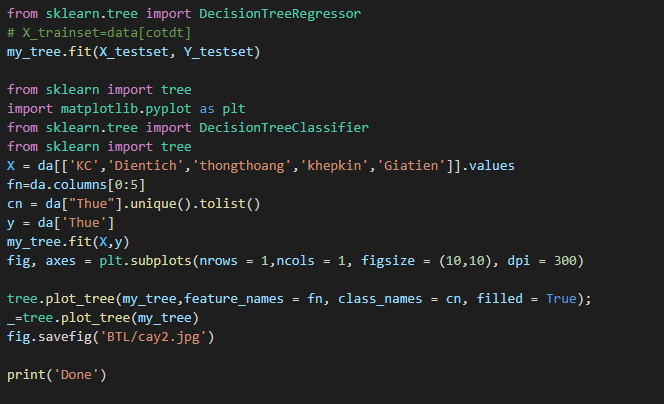 from sklearn.tree import DecisionTreeRegressor
# X_trainset=data[cotdt]
my_tree.fit(X_testset, Y_testset)
from sklearn import tree
import matplotlib.pyplot as plt
from sklearn.tree import DecisionTreeClassifier
from sklearn import tree
X = da[['KC','Dientich','thongthoang','khepkin','Giatien']].values
fn=da.columns[0:5]
cn = da["Thue"].unique().tolist()
y = da['Thue']
my_tree.fit(X,y)
fig, axes = plt.subplots(nrows = 1,ncols = 1, figsize = (10,10), dpi = 300)
tree.plot_tree(my_tree,feature_names = fn, class_names = cn, filled = True);
_=tree.plot_tree(my_tree)
fig.savefig('BTL/cay2.jpg')
print('Done')